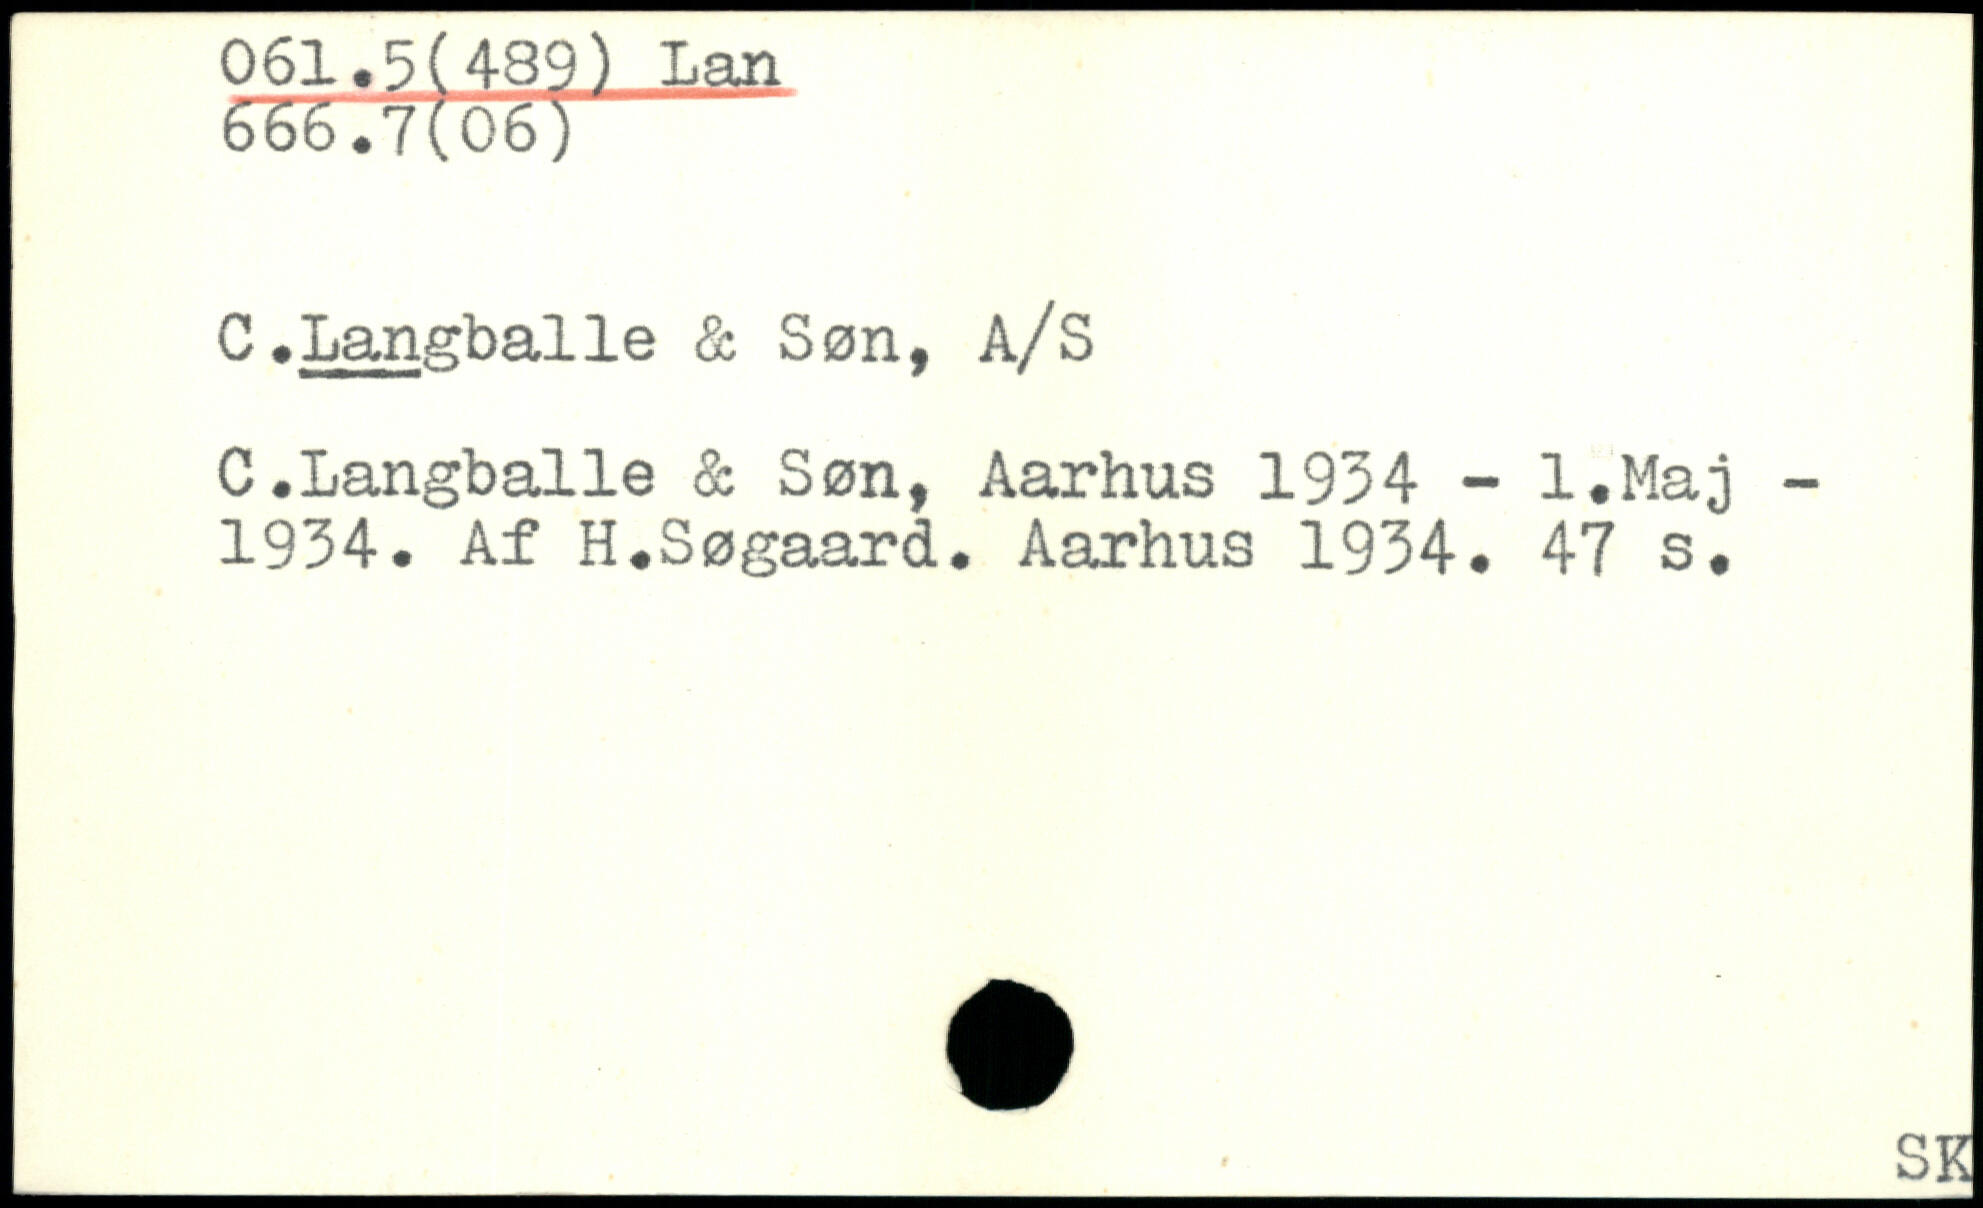 061.5(489) Lan
666.7(06)
C.Langballe & Søn, A/S
C.Langballe & Søn, Aarhus 1934 - 1.Maj -
1934. Af H.Søgaard. Aarhus 1934. 47 s.
SK